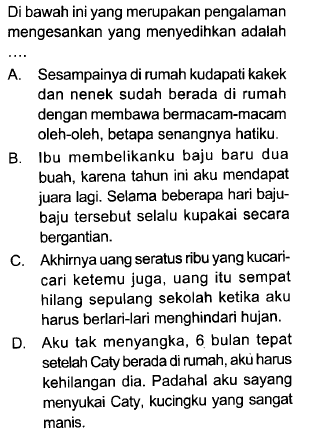 Di bawah ini yang merupakan pengalaman
mengesankan yang menyedihkan adalah
....
A. Sesampainya di rumah kudapati kakek
dan nenek sudah berada di rumah
dengan membawa bermacam-macam
oleh-oleh, betapa senangnya hatiku.
B. Ibu membelikanku baju baru dua
buah, karena tahun ini aku mendapat
juara lagi. Selama beberapa hari baju-
baju tersebut selalu kupakai secara
bergantian.
C. Akhirnya uang seratus ribu yang kucari-
cari ketemu juga, uang itu sempat
hilang sepulang sekolah ketika aku
harus berlari-lari menghindari hujan.
D. Aku tak menyangka, 6 bulan tepat
setelah Caty berada di rumah, aku harus
kehilangan dia. Padahal aku sayang
menyukai Caty, kucingku yang sangat
manis.